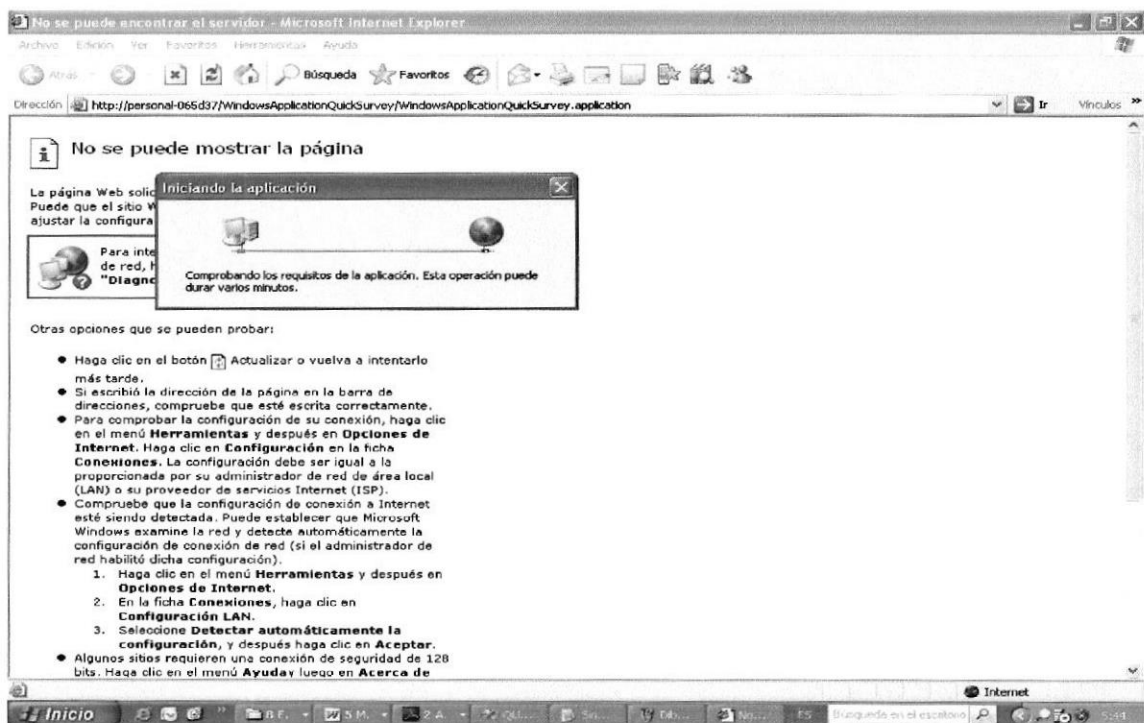 No se puede encontrar el servidor - Microsoft Internet Explorer
Archivo Edición Ver Favoritos Herramientas Ayuda
Atrás Búsqueda Favoritos
Dirección http://personal-065d37/WindowsApplicationQuickSurvey/WindowsApplicationQuickSurvey.application Ir Vínculos »
No se puede mostrar la página
La página Web solic
Puede que el sitio W
ajustar la configura
Iniciando la aplicación
Comprobando los requisitos de la aplicación. Esta operación puede
durar varios minutos.
Para inte
de red, h
"Diagno
Otras opciones que se pueden probar:
● Haga clic en el botón Actualizar o vuelva a intentarlo
más tarde.
● Si escribió la dirección de la página en la barra de
direcciones, compruebe que esté escrita correctamente.
● Para comprobar la configuración de su conexión, haga clic
en el menú Herramientas y después en Opciones de
Internet. Haga clic en Configuración en la ficha
Conexiones. La configuración debe ser igual a la
proporcionada por su administrador de red de área local
(LAN) o su proveedor de servicios Internet (ISP).
● Compruebe que la configuración de conexión a Internet
esté siendo detectada. Puede establecer que Microsoft
Windows examine la red y detecte automáticamente la
configuración de conexión de red (si el administrador de
red habilitó dicha configuración).
1. Haga clic en el menú Herramientas y después en
Opciones de Internet.
2. En la ficha Conexiones, haga clic en
Configuración LAN.
3. Seleccione Detectar automáticamente la
configuración, y después haga clic en Aceptar.
● Algunos sitios requieren una conexión de seguridad de 128
bits. Haga clic en el menú Ayuda y luego en Acerca de
Internet
Inicio » 8 E. 5 M. 2 A. Dib... No... ES Búsqueda en el escritorio 5:44